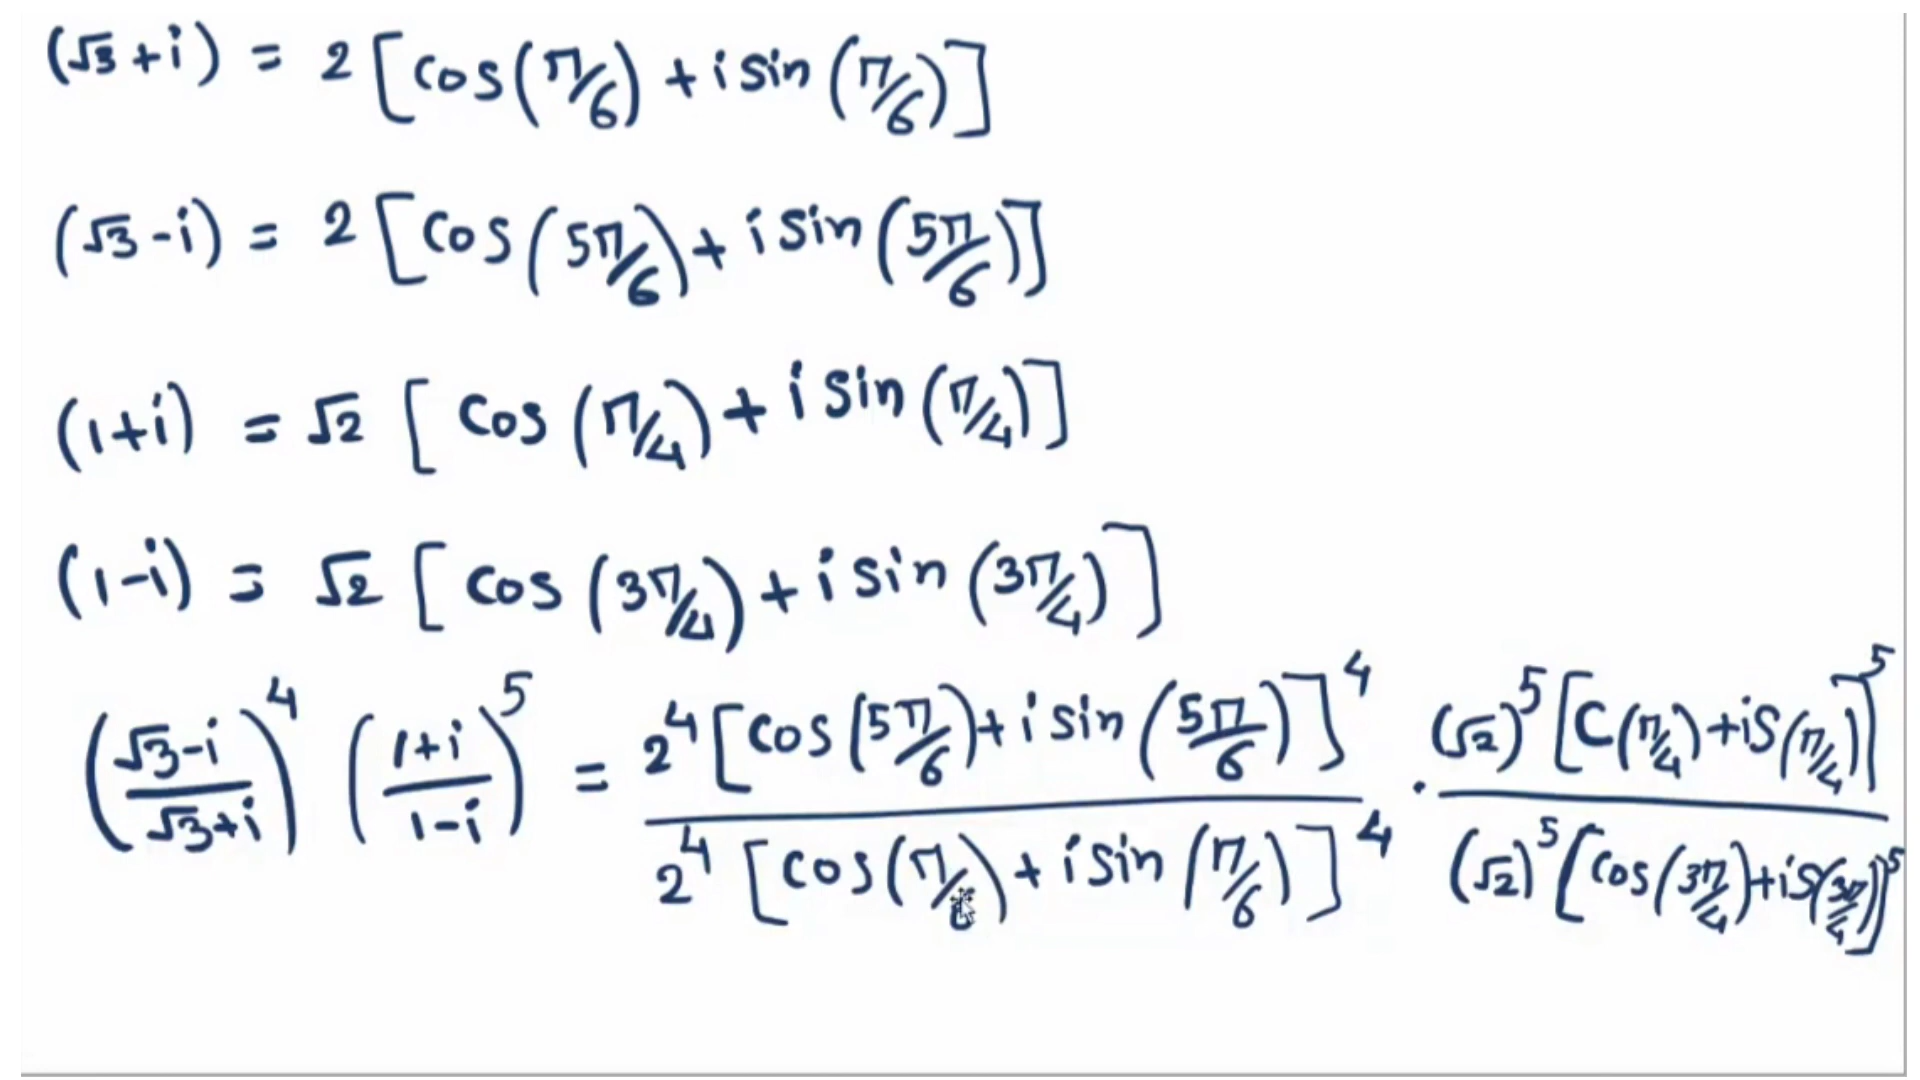 (√3 + i) = 2 [cos(π/6) + i sin(π/6)]
(√3 - i) = 2 [cos(5π/6) + i sin(5π/6)]
(1+i) = √2 [cos(π/4) + i sin(π/4)]
(1-i) = √2 [cos(3π/4) + i sin(3π/4)]
((√3-i)/(√3+i))^4 ((1+i)/(1-i))^5 = (2^4 [cos(5π/6) + i sin(5π/6)]^4)/(2^4 [cos(π/6) + i sin(π/6)]^4) · ((√2)^5 [C(π/4) + iS(π/4)]^5)/((√2)^5 [cos(3π/4) + iS(3π/4)]^5)